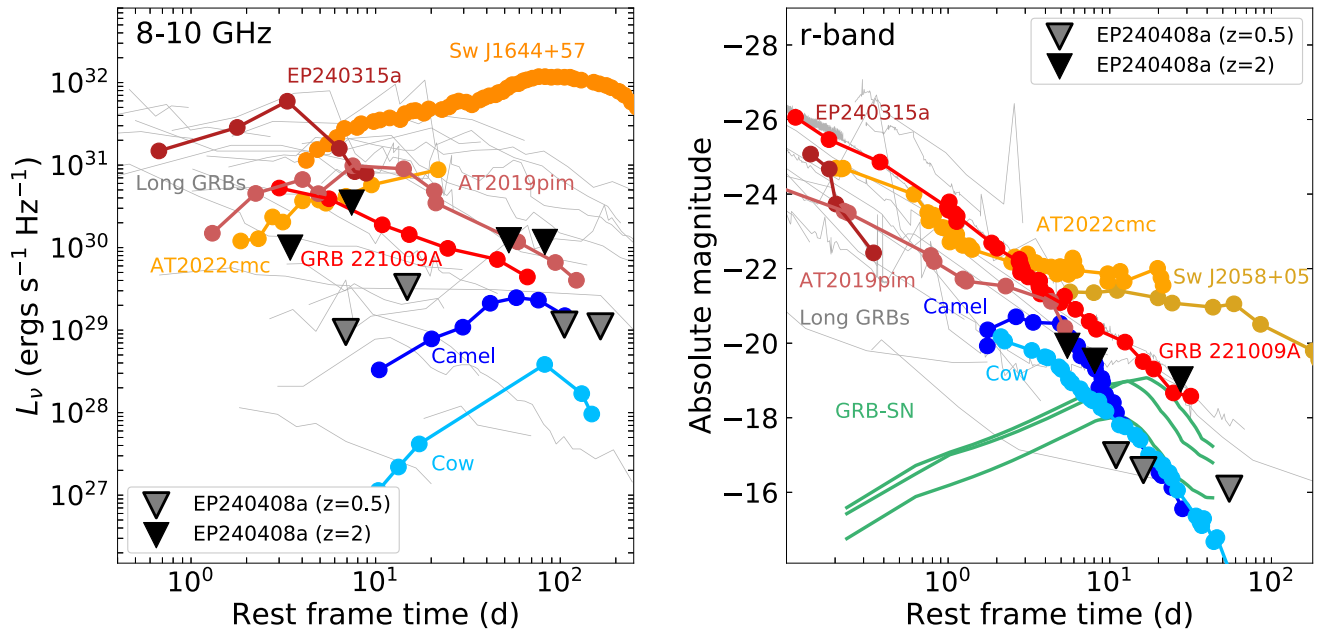 8-10 GHz
Sw J1644+57
EP240315a
Long GRBs
AT2019pim
AT2022cmc
GRB 221009A
Camel
Cow
EP240408a (z=0.5)
EP240408a (z=2)
10^32
10^31
10^30
10^29
10^28
10^27
L_ν (ergs s^−1 Hz^−1)
10^0 10^1 10^2
Rest frame time (d)
r-band
EP240408a (z=0.5)
EP240408a (z=2)
EP240315a
AT2022cmc
AT2019pim
Sw J2058+05
Camel
Long GRBs
GRB 221009A
Cow
GRB-SN
−28
−26
−24
−22
−20
−18
−16
Absolute magnitude
10^0 10^1 10^2
Rest frame time (d)